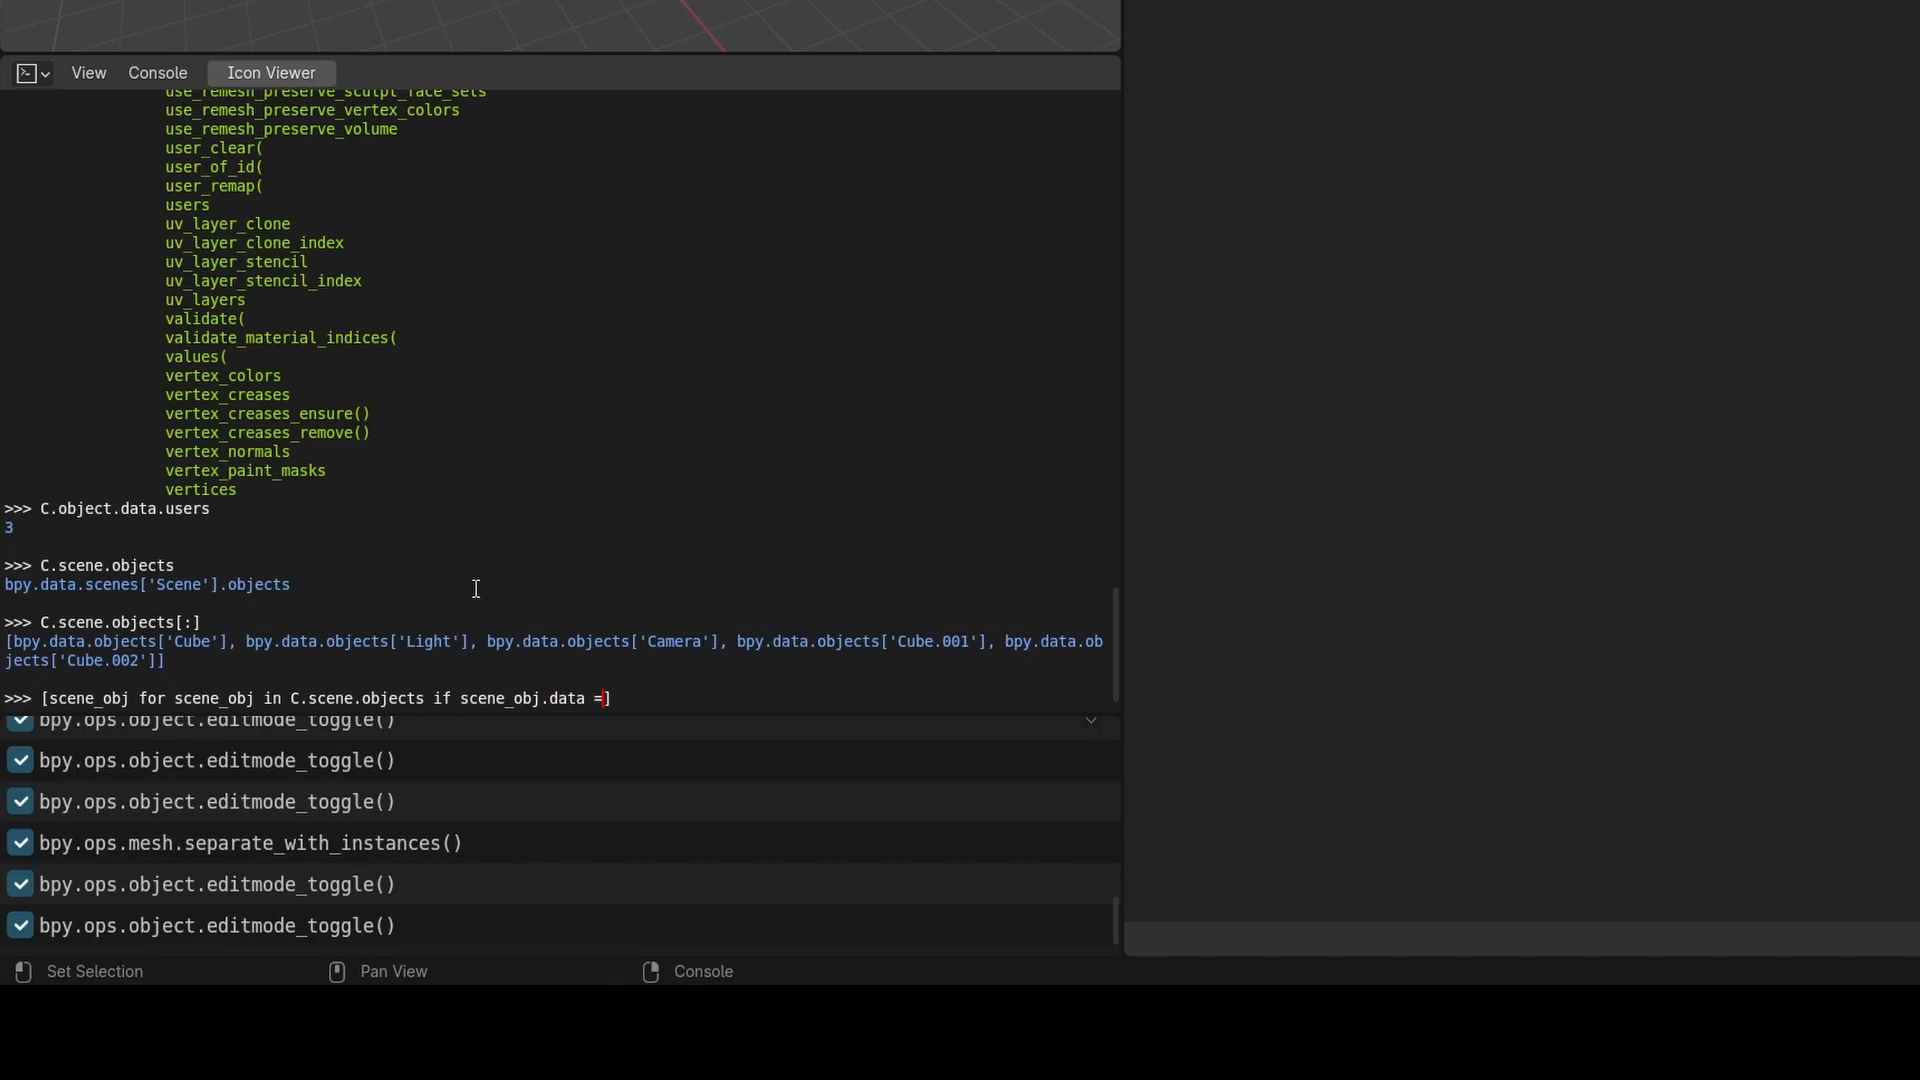 View Console Icon Viewer
use_remesh_preserve_sculpt_face_sets
use_remesh_preserve_vertex_colors
use_remesh_preserve_volume
user_clear(
user_of_id(
user_remap(
users
uv_layer_clone
uv_layer_clone_index
uv_layer_stencil
uv_layer_stencil_index
uv_layers
validate(
validate_material_indices(
values(
vertex_colors
vertex_creases
vertex_creases_ensure()
vertex_creases_remove()
vertex_normals
vertex_paint_masks
vertices
>>> C.object.data.users
3
>>> C.scene.objects
bpy.data.scenes['Scene'].objects
>>> C.scene.objects[:]
[bpy.data.objects['Cube'], bpy.data.objects['Light'], bpy.data.objects['Camera'], bpy.data.objects['Cube.001'], bpy.data.ob
jects['Cube.002']]
>>> [scene_obj for scene_obj in C.scene.objects if scene_obj.data =]
bpy.ops.object.editmode_toggle()
bpy.ops.object.editmode_toggle()
bpy.ops.object.editmode_toggle()
bpy.ops.mesh.separate_with_instances()
bpy.ops.object.editmode_toggle()
bpy.ops.object.editmode_toggle()
Set Selection Pan View Console